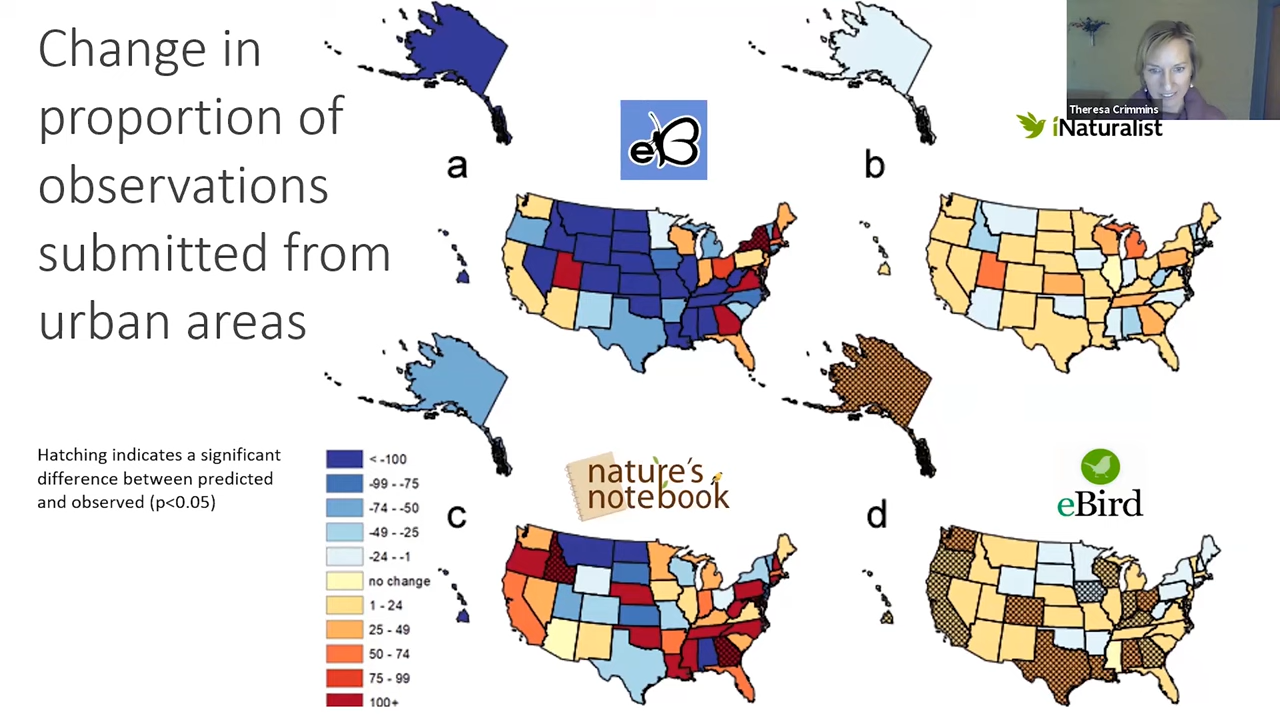 Change in
proportion of
observations
submitted from
urban areas
Hatching indicates a significant
difference between predicted
and observed (p<0.05)
< -100
-99 - -75
-74 - -50
-49 - -25
-24 - -1
no change
1 - 24
25 - 49
50 - 74
75 - 99
100+
a
eB
b
iNaturalist
Theresa Crimmins
c
nature's
notebook
d
eBird